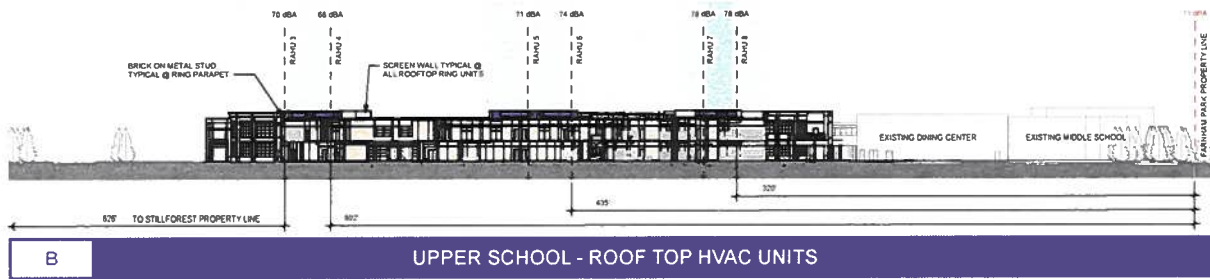 70 dBA
66 dBA
71 dBA
74 dBA
78 dBA
78 dBA
dBA
RAHU 3
RAHU 4
RAHU 5
RAHU 6
RAHU 7
RAHU 8
FARNHAM PARK PROPERTY LINE
BRICK ON METAL STUD
TYPICAL @ RING PARAPET
SCREEN WALL TYPICAL @
ALL ROOFTOP RING UNITS
EXISTING DINING CENTER
EXISTING MIDDLE SCHOOL
320'
435'
TO STILLFOREST PROPERTY LINE
B
UPPER SCHOOL - ROOF TOP HVAC UNITS